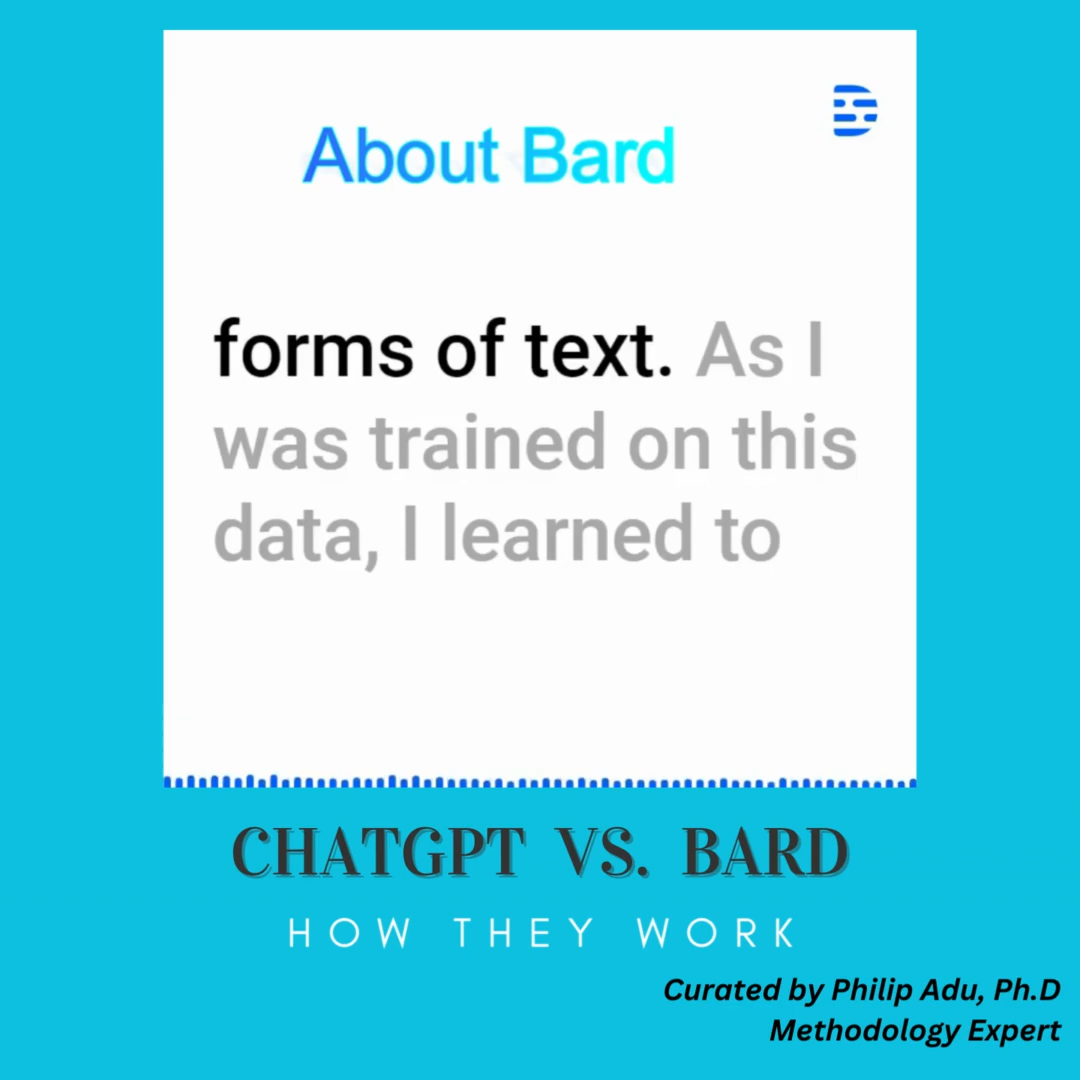 About Bard
forms of text. As I
was trained on this
data, I learned to
CHATGPT VS. BARD
HOW THEY WORK
Curated by Philip Adu, Ph.D
Methodology Expert